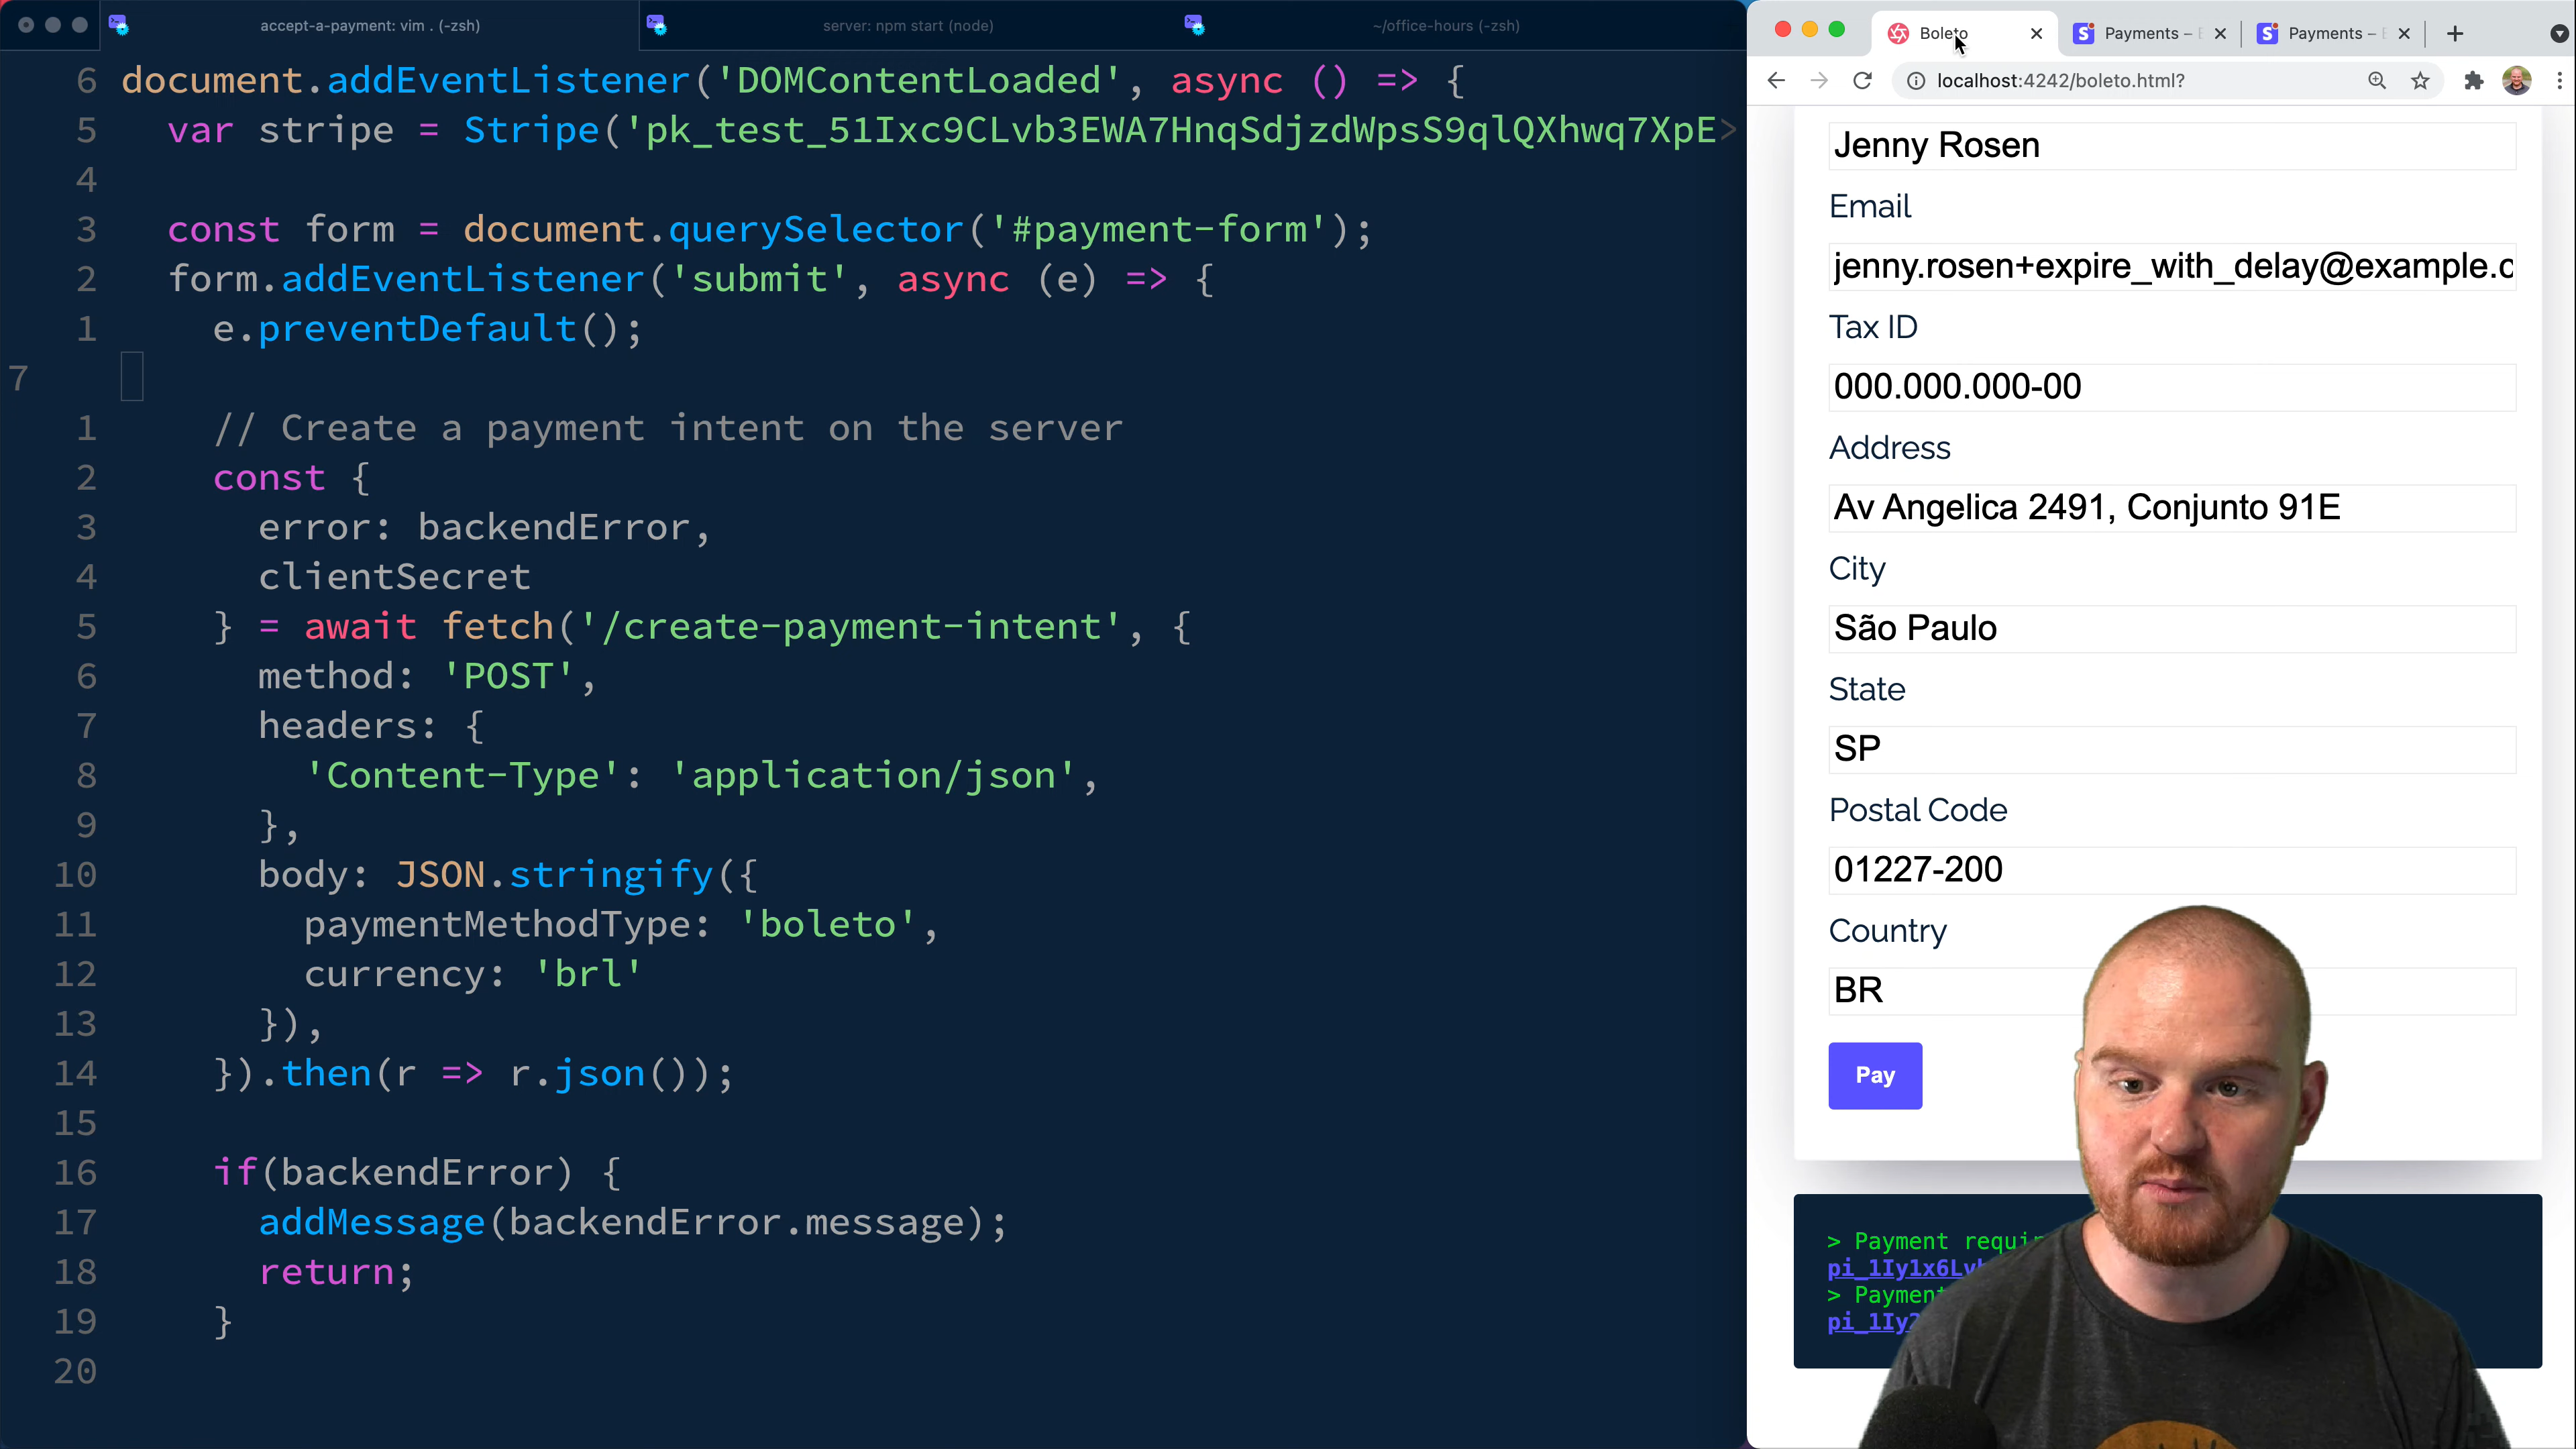 accept-a-payment: vim . (-zsh)
server: npm start (node)
~/office-hours (-zsh)
6 document.addEventListener('DOMContentLoaded', async () => {
5 var stripe = Stripe('pk_test_51Ixc9CLvb3EWA7HnqSdjzdWpsS9qlQXhwq7XpE>
4
3 const form = document.querySelector('#payment-form');
2 form.addEventListener('submit', async (e) => {
1 e.preventDefault();
7
1 // Create a payment intent on the server
2 const {
3 error: backendError,
4 clientSecret
5 } = await fetch('/create-payment-intent', {
6 method: 'POST',
7 headers: {
8 'Content-Type': 'application/json',
9 },
10 body: JSON.stringify({
11 paymentMethodType: 'boleto',
12 currency: 'brl'
13 }),
14 }).then(r => r.json());
15
16 if(backendError) {
17 addMessage(backendError.message);
18 return;
19 }
20
Boleto
Payments –
Payments –
localhost:4242/boleto.html?
Jenny Rosen
Email
jenny.rosen+expire_with_delay@example.c
Tax ID
000.000.000-00
Address
Av Angelica 2491, Conjunto 91E
City
São Paulo
State
SP
Postal Code
01227-200
Country
BR
Pay
> Payment requir
pi_1Iy1x6Lvb
> Payment
pi_1Iy2